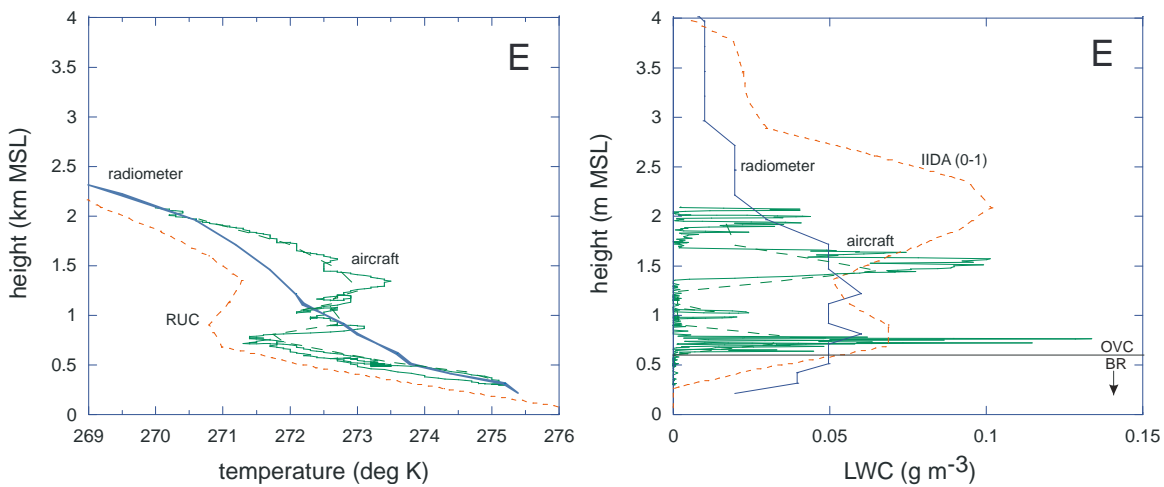 E
4
3.5
3
2.5
2
1.5
1
0.5
0
height (km MSL)
radiometer
aircraft
RUC
269 270 271 272 273 274 275 276
temperature (deg K)
E
4
3.5
3
2.5
2
1.5
1
0.5
0
height (m MSL)
IIDA (0-1)
radiometer
aircraft
OVC
BR
0 0.05 0.1 0.15
LWC (g m-3)